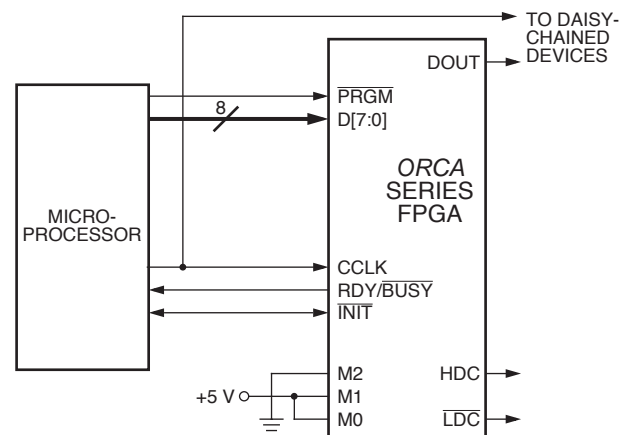 TO DAISY-
CHAINED
DEVICES
DOUT
PRGM
D[7:0]
8
ORCA
SERIES
FPGA
MICRO-
PROCESSOR
CCLK
RDY/BUSY
INIT
M2
HDC
+5 V
M1
M0
LDC